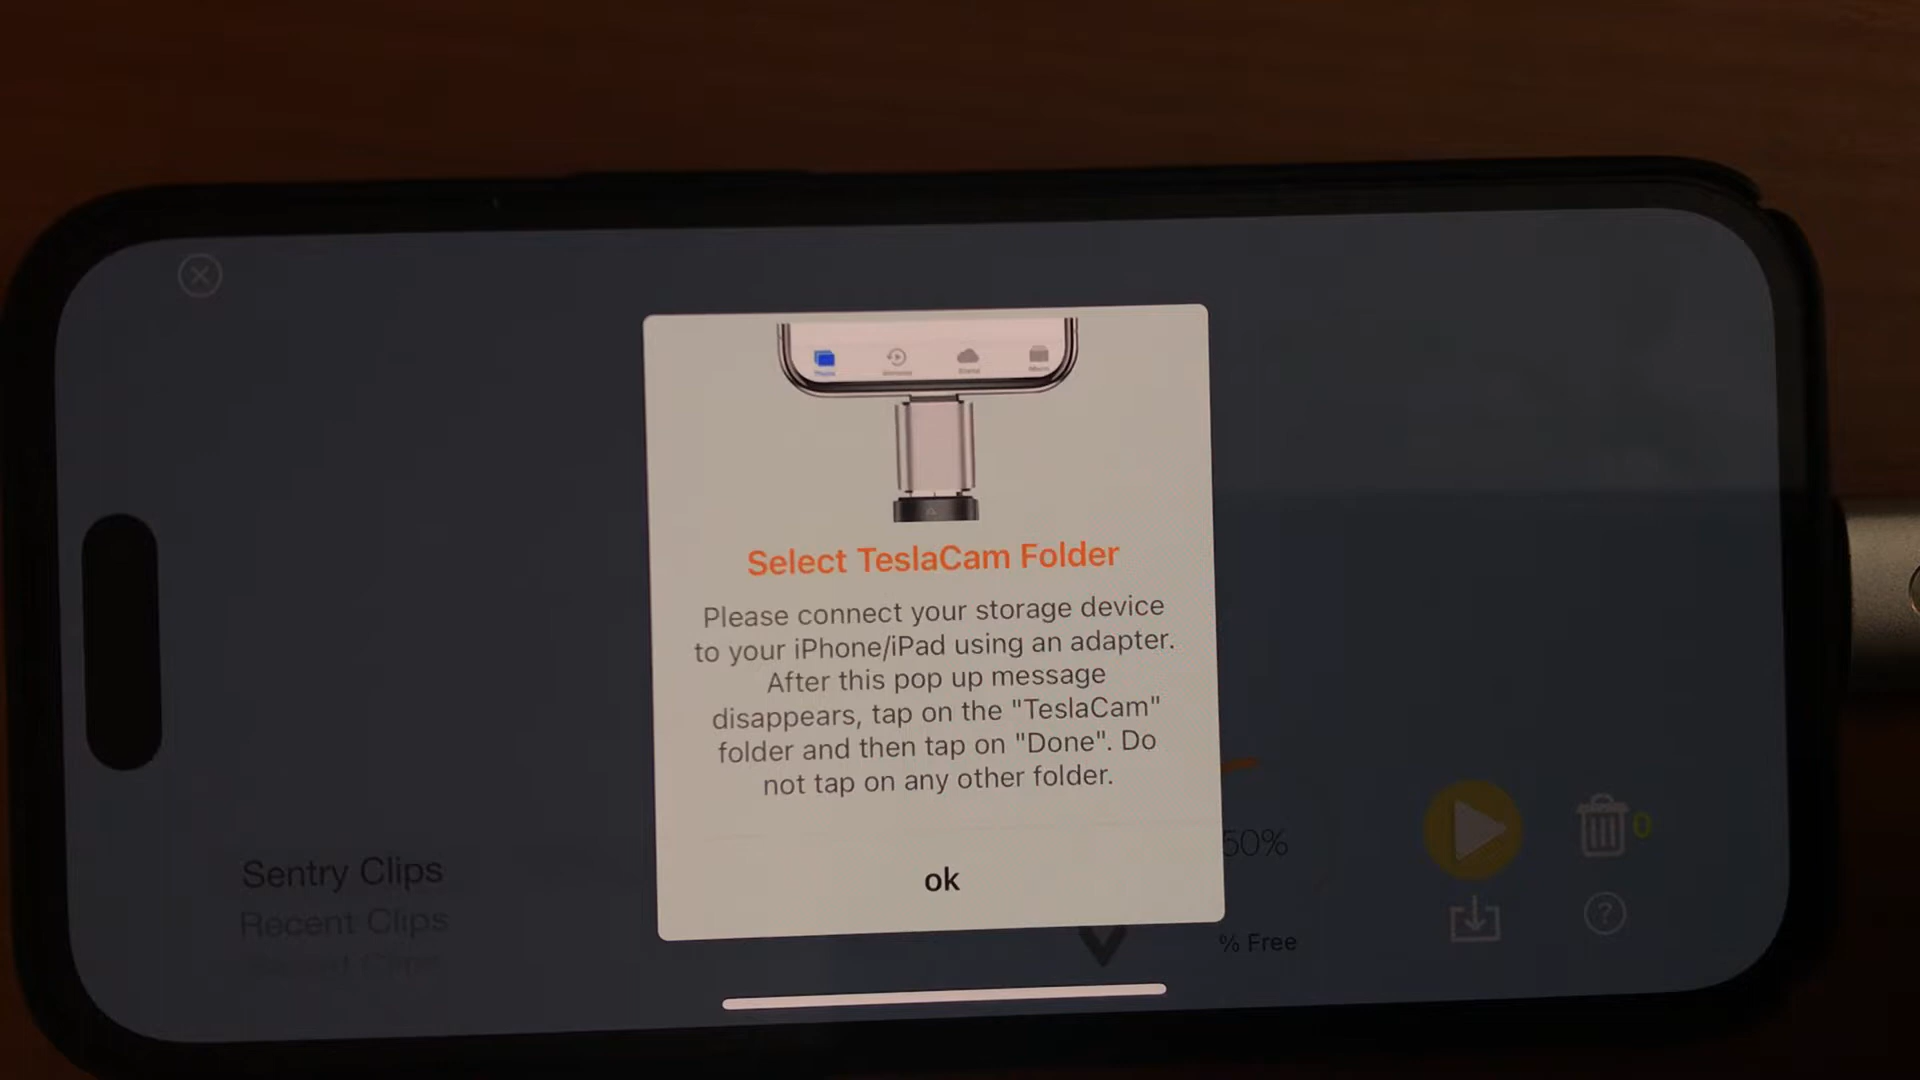 Select TeslaCam Folder
Please connect your storage device
to your iPhone/iPad using an adapter.
After this pop up message
disappears, tap on the "TeslaCam"
folder and then tap on "Done". Do
not tap on any other folder.
ok
Sentry Clips
Recent Clips
50%
0
?
% Free